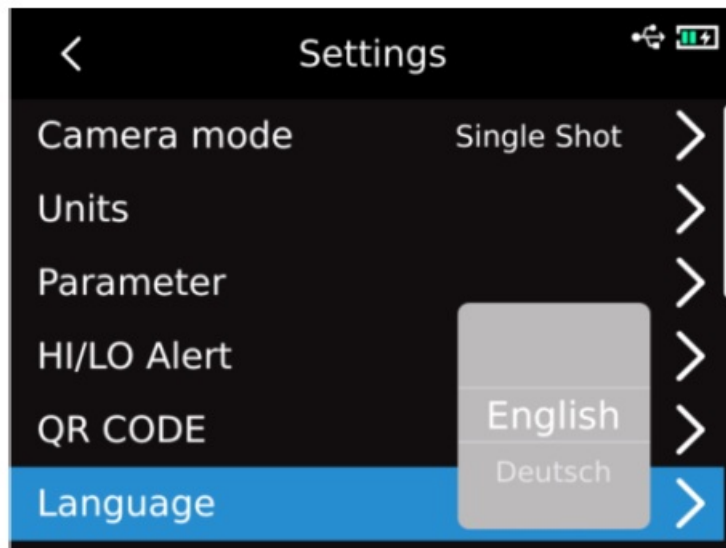 Settings
Camera mode Single Shot
Units
Parameter
HI/LO Alert
QR CODE
English
Deutsch
Language